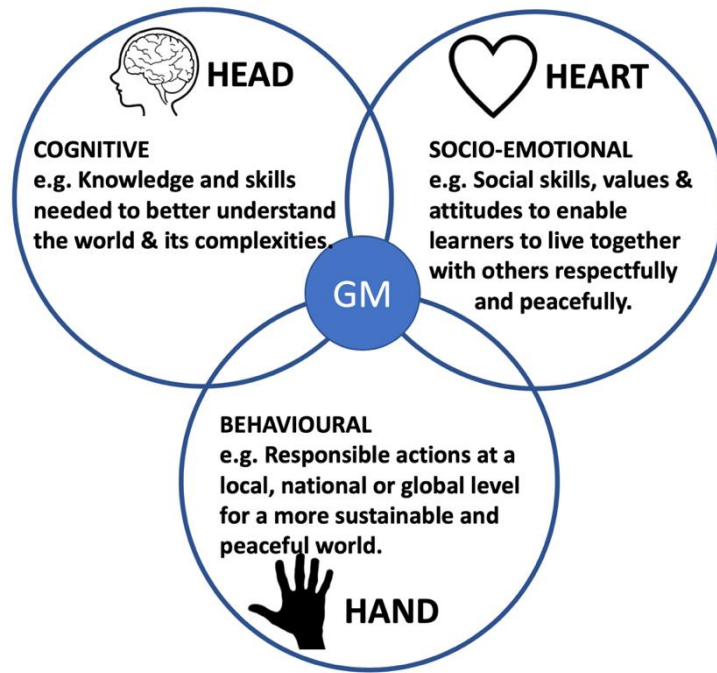 HEAD
COGNITIVE
e.g. Knowledge and skills
needed to better understand
the world & its complexities.
HEART
SOCIO-EMOTIONAL
e.g. Social skills, values &
attitudes to enable
learners to live together
with others respectfully
and peacefully.
GM
BEHAVIOURAL
e.g. Responsible actions at a
local, national or global level
for a more sustainable and
peaceful world.
HAND